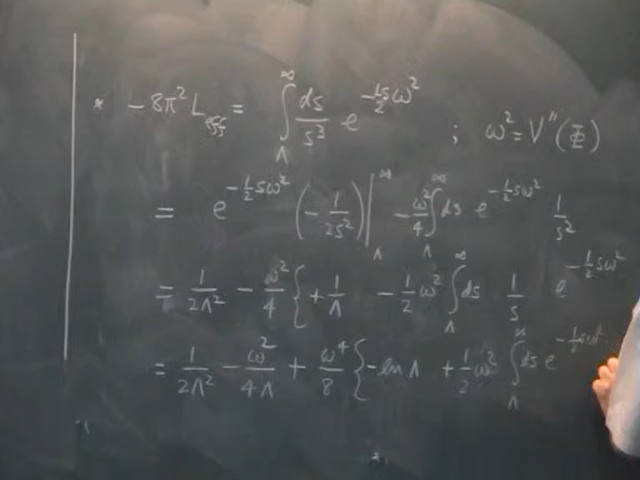 * - 8π² L_eff = ∫_Λ^∞ ds/s³ e^{-½sω²} ; ω² = V''(Φ)
= e^{-½sω²} (-1/2s²) |_Λ^∞ - ω²/4 ∫_Λ^∞ ds e^{-½sω²} 1/s²
= 1/2Λ² - ω²/4 { + 1/Λ - ½ω² ∫_Λ^∞ ds 1/s e^{-½sω²}
= 1/2Λ² - ω²/4Λ + ω⁴/8 { - ln Λ + ½ω² ∫_Λ^∞ ds e^{-½sω²}